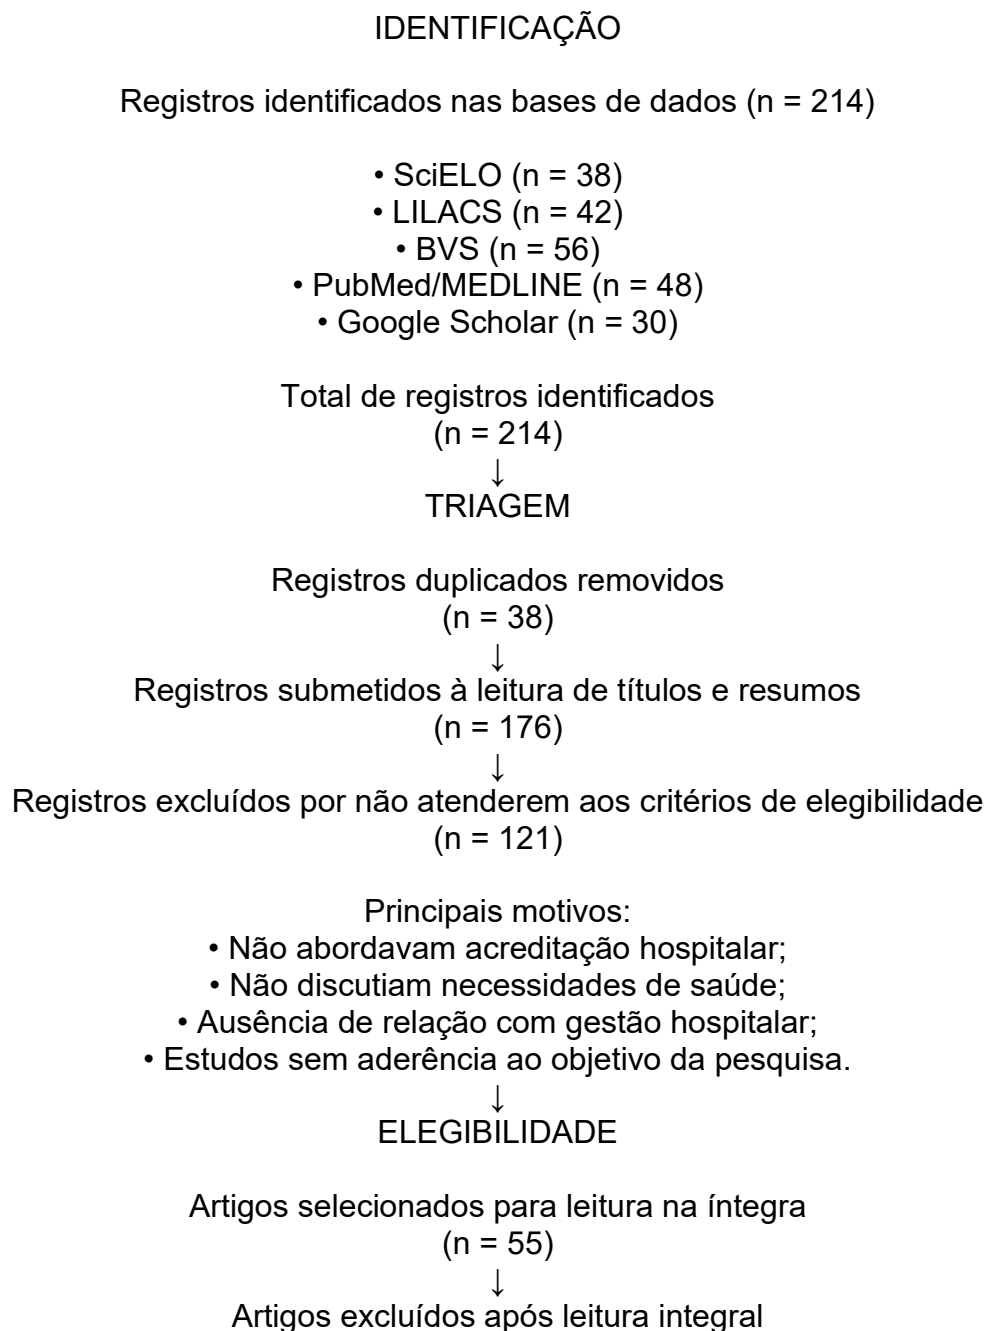 IDENTIFICAÇÃO
Registros identificados nas bases de dados (n = 214)
• SciELO (n = 38)
• LILACS (n = 42)
• BVS (n = 56)
• PubMed/MEDLINE (n = 48)
• Google Scholar (n = 30)
Total de registros identificados
(n = 214)
↓
TRIAGEM
Registros duplicados removidos
(n = 38)
↓
Registros submetidos à leitura de títulos e resumos
(n = 176)
↓
Registros excluídos por não atenderem aos critérios de elegibilidade
(n = 121)
Principais motivos:
• Não abordavam acreditação hospitalar;
• Não discutiam necessidades de saúde;
• Ausência de relação com gestão hospitalar;
• Estudos sem aderência ao objetivo da pesquisa.
↓
ELEGIBILIDADE
Artigos selecionados para leitura na íntegra
(n = 55)
↓
Artigos excluídos após leitura integral